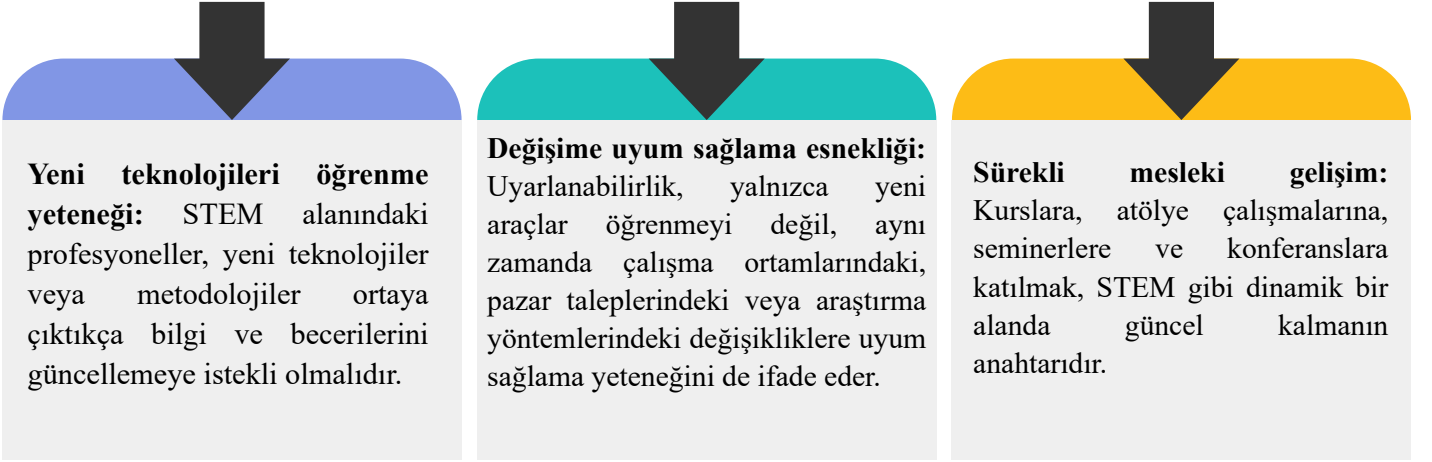 Yeni teknolojileri öğrenme
yeteneği: STEM alanındaki
profesyoneller, yeni teknolojiler
veya metodolojiler ortaya
çıktıkça bilgi ve becerilerini
güncellemeye istekli olmalıdır.
Değişime uyum sağlama esnekliği:
Uyarlanabilirlik, yalnızca yeni
araçlar öğrenmeyi değil, aynı
zamanda çalışma ortamlarındaki,
pazar taleplerindeki veya araştırma
yöntemlerindeki değişikliklere uyum
sağlama yeteneğini de ifade eder.
Sürekli mesleki gelişim:
Kurslara, atölye çalışmalarına,
seminerlere ve konferanslara
katılmak, STEM gibi dinamik bir
alanda güncel kalmanın
anahtarıdır.